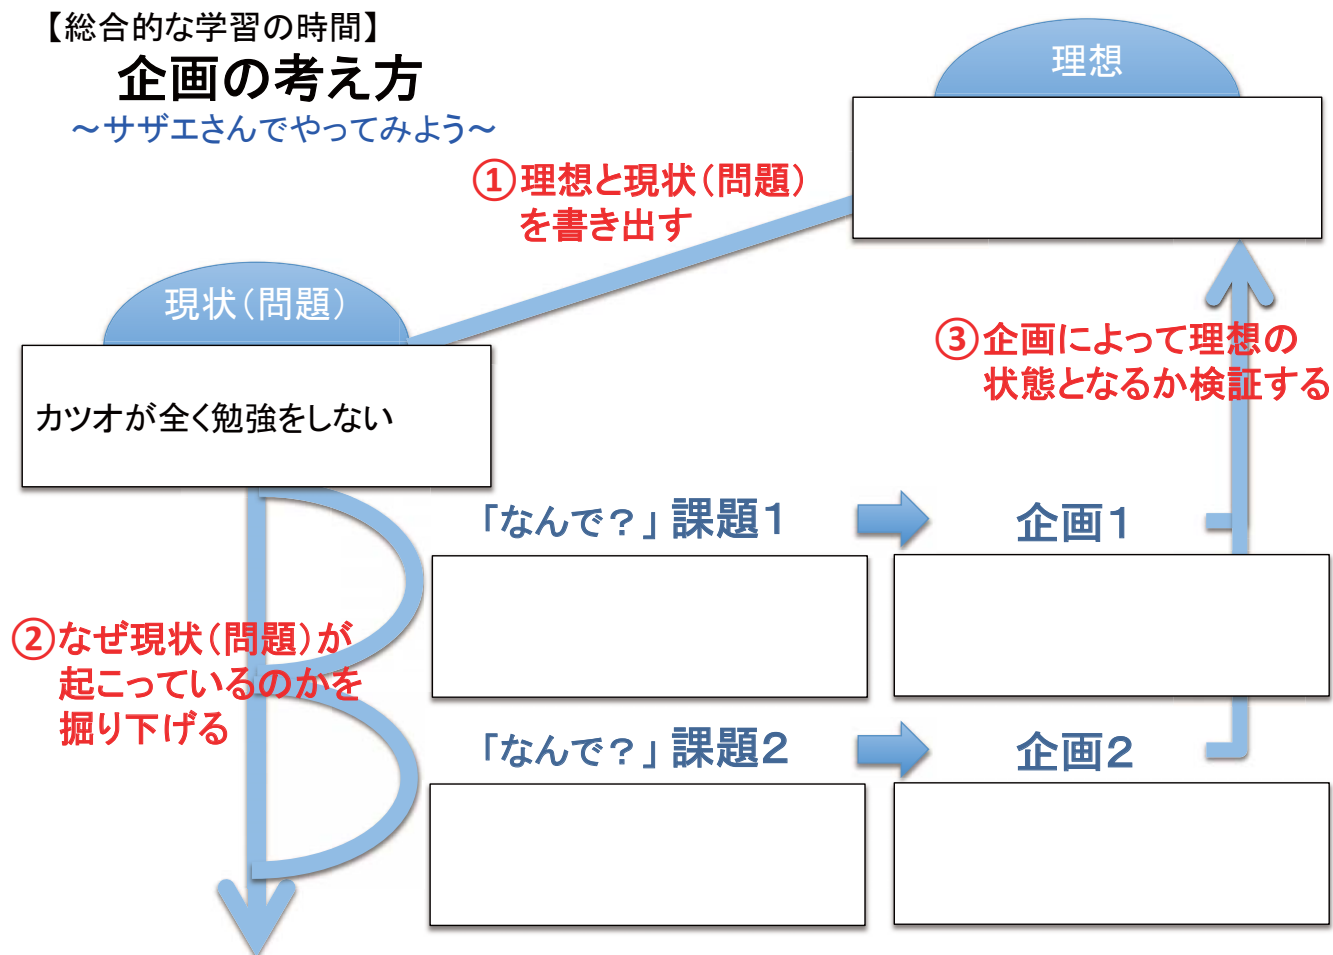 【総合的な学習の時間】
企画の考え方
～サザエさんでやってみよう～
理想
①理想と現状(問題)
を書き出す
現状(問題)
カツオが全く勉強をしない
③企画によって理想の
状態となるか検証する
「なんで？」課題1
企画1
②なぜ現状(問題)が
起こっているのかを
掘り下げる
「なんで？」課題2
企画2